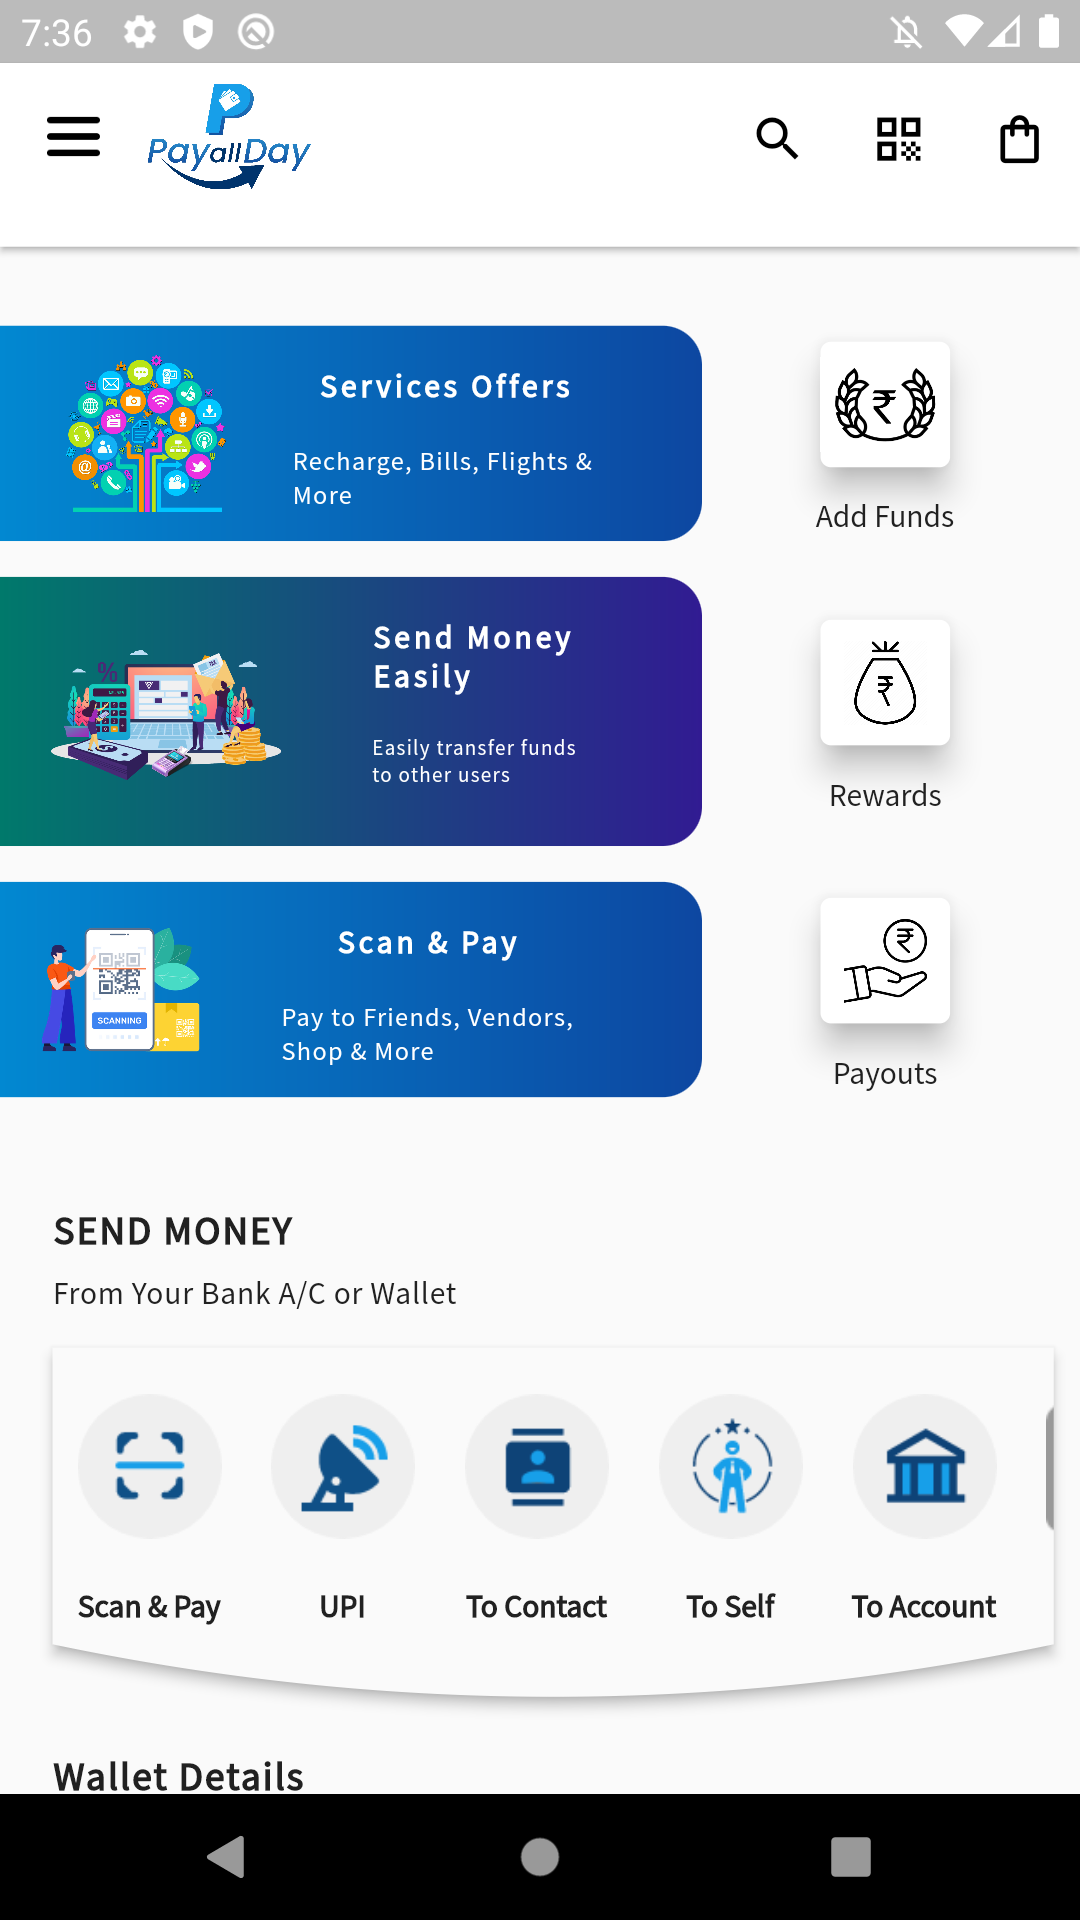 7:36
P
PayallDay
Services Offers
Recharge, Bills, Flights &
More
Add Funds
Send Money
Easily
Easily transfer funds
to other users
Rewards
SCANNING
Scan & Pay
Pay to Friends, Vendors,
Shop & More
Payouts
SEND MONEY
From Your Bank A/C or Wallet
Scan & Pay
UPI
To Contact
To Self
To Account
Wallet Details